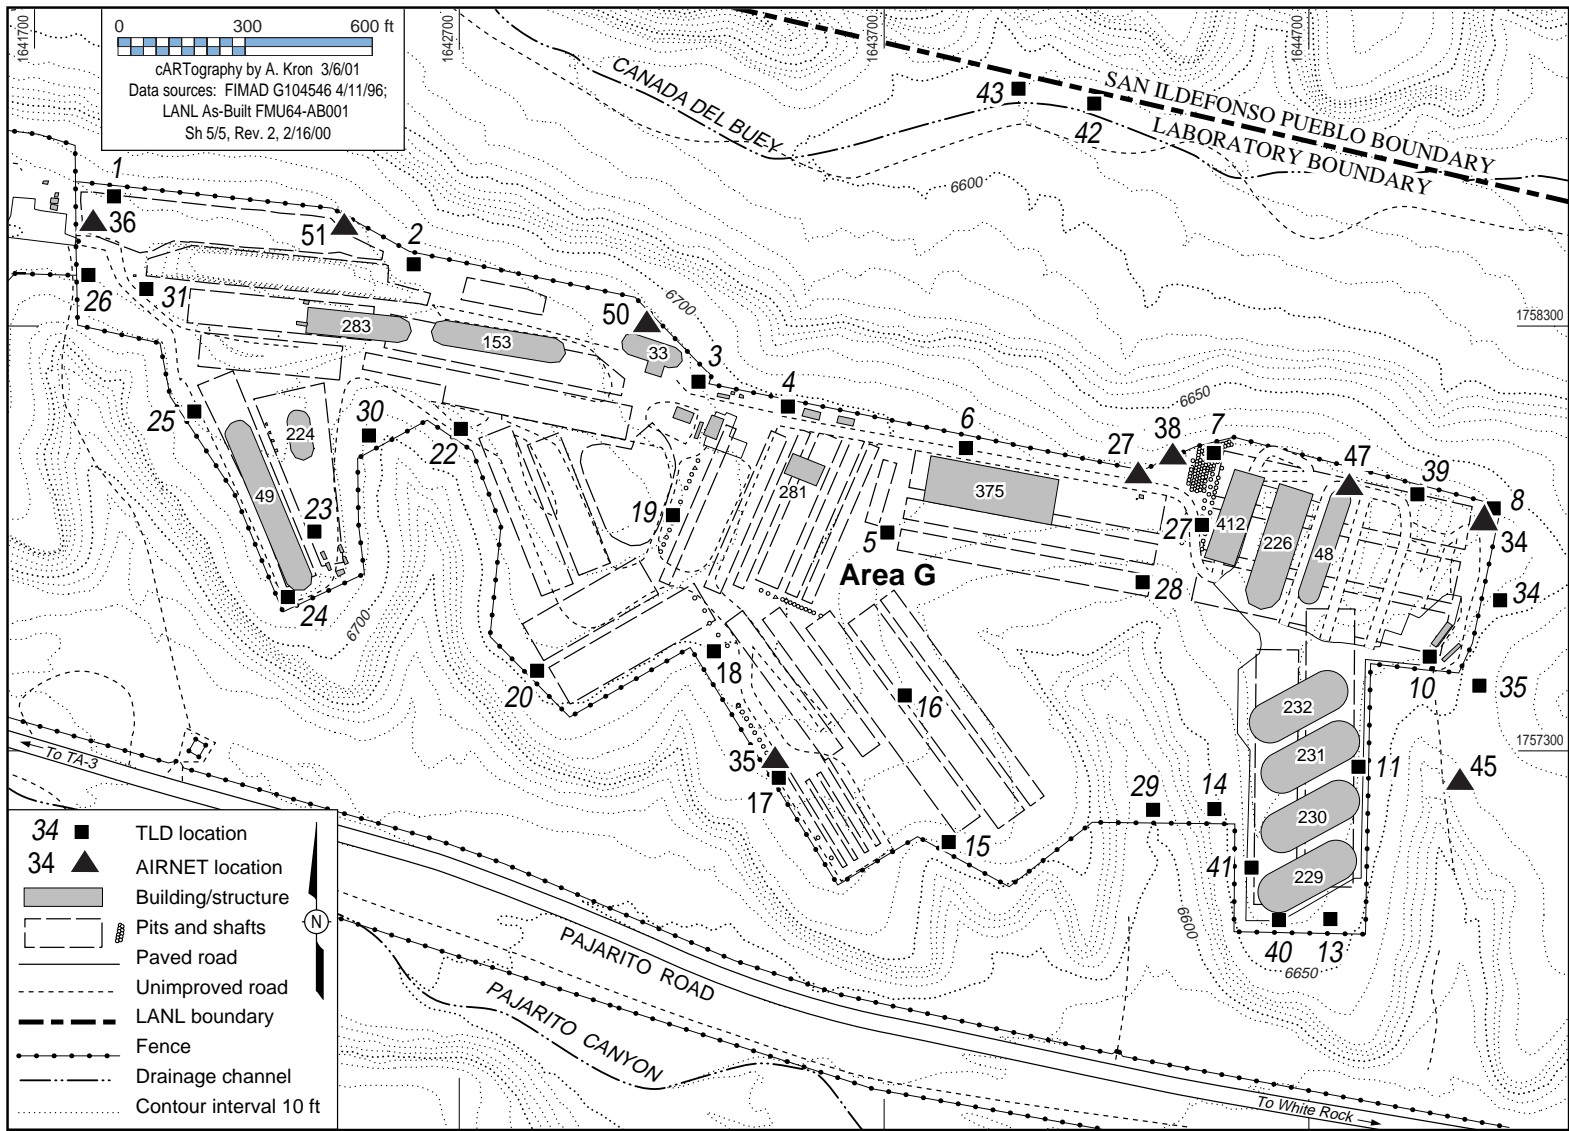 1641700
1642700
1643700
1644700
0 300 600 ft
cARTography by A. Kron 3/6/01
Data sources: FIMAD G104546 4/11/96;
LANL As-Built FMU64-AB001
Sh 5/5, Rev. 2, 2/16/00
CANADA DEL BUEY
43
42
SAN ILDEFONSO PUEBLO BOUNDARY
LABORATORY BOUNDARY
6600
1
36
51
2
26
31
6700
50
283
153
33
1758300
3
4
6650
25
30
22
6
27
38
7
47
39
8
224
49
23
19
281
375
5
27
412
226
48
34
Area G
28
34
24
6700
18
20
16
10
35
232
35
17
231
11
45
1757300
To TA-3
29
14
230
15
41
229
6600
40
13
6650
PAJARITO ROAD
PAJARITO CANYON
To White Rock
34 TLD location
34 AIRNET location
Building/structure
Pits and shafts
N
Paved road
Unimproved road
LANL boundary
Fence
Drainage channel
Contour interval 10 ft